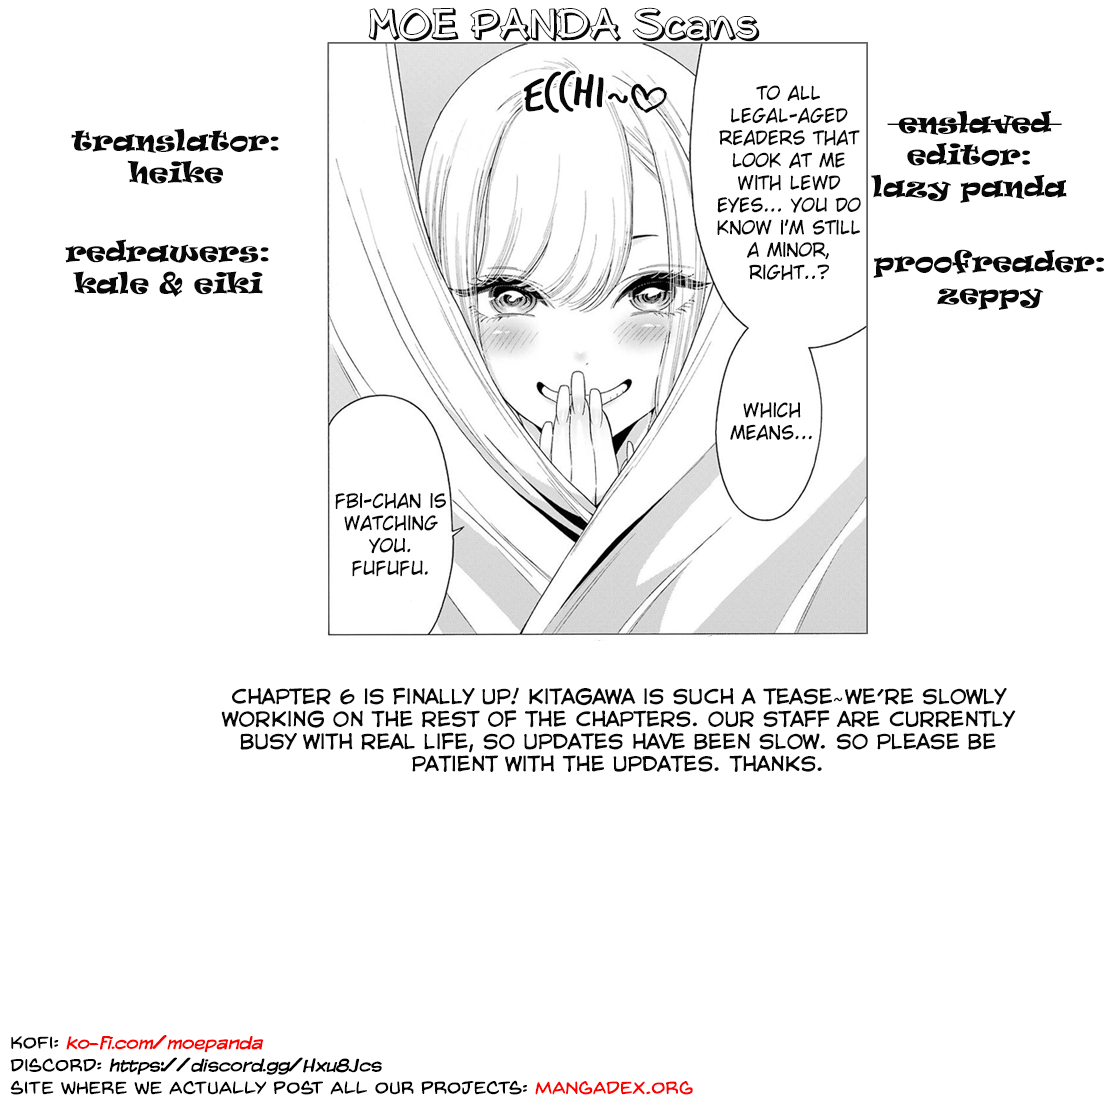 MOE PANDA Scans
translator:
heike
redrawers:
kale & eiki
ECCHI~♡
TO ALL
LEGAL-AGED
READERS THAT
LOOK AT ME
WITH LEWD
EYES... YOU DO
KNOW I'M STILL
A MINOR,
RIGHT..?
WHICH
MEANS...
FBI-CHAN IS
WATCHING
YOU.
FUFUFU.
enslaved
editor:
lazy panda
proofreader:
zeppy
CHAPTER 6 IS FINALLY UP! KITAGAWA IS SUCH A TEASE~WE'RE SLOWLY
WORKING ON THE REST OF THE CHAPTERS. OUR STAFF ARE CURRENTLY
BUSY WITH REAL LIFE, SO UPDATES HAVE BEEN SLOW. SO PLEASE BE
PATIENT WITH THE UPDATES. THANKS.
KOFI: ko-fi.com/moepanda
DISCORD: https://discord.gg/Hxu8Jcs
SITE WHERE WE ACTUALLY POST ALL OUR PROJECTS: MANGADEX.ORG